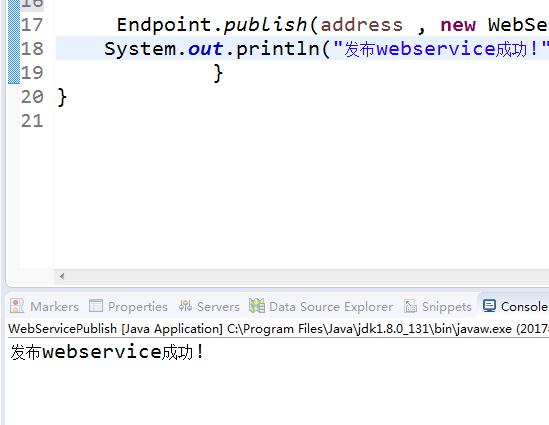 16
17 Endpoint.publish(address , new WebSe
18 System.out.println("发布webservice成功!"
19 }
20 }
21
Markers Properties Servers Data Source Explorer Snippets Console
WebServicePublish [Java Application] C:\Program Files\Java\jdk1.8.0_131\bin\javaw.exe (2017
发布webservice成功!